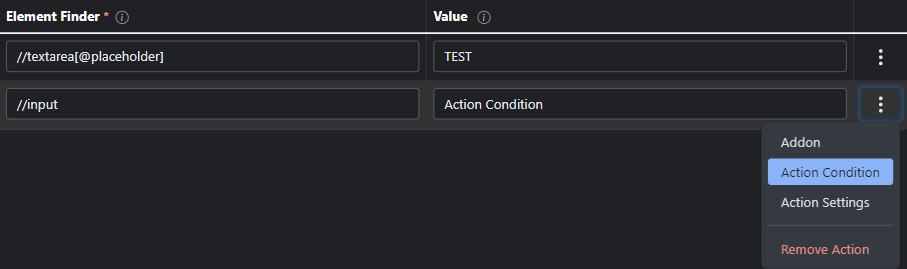 Element Finder * Value
//textarea[@placeholder] TEST
//input Action Condition
Addon
Action Condition
Action Settings
Remove Action